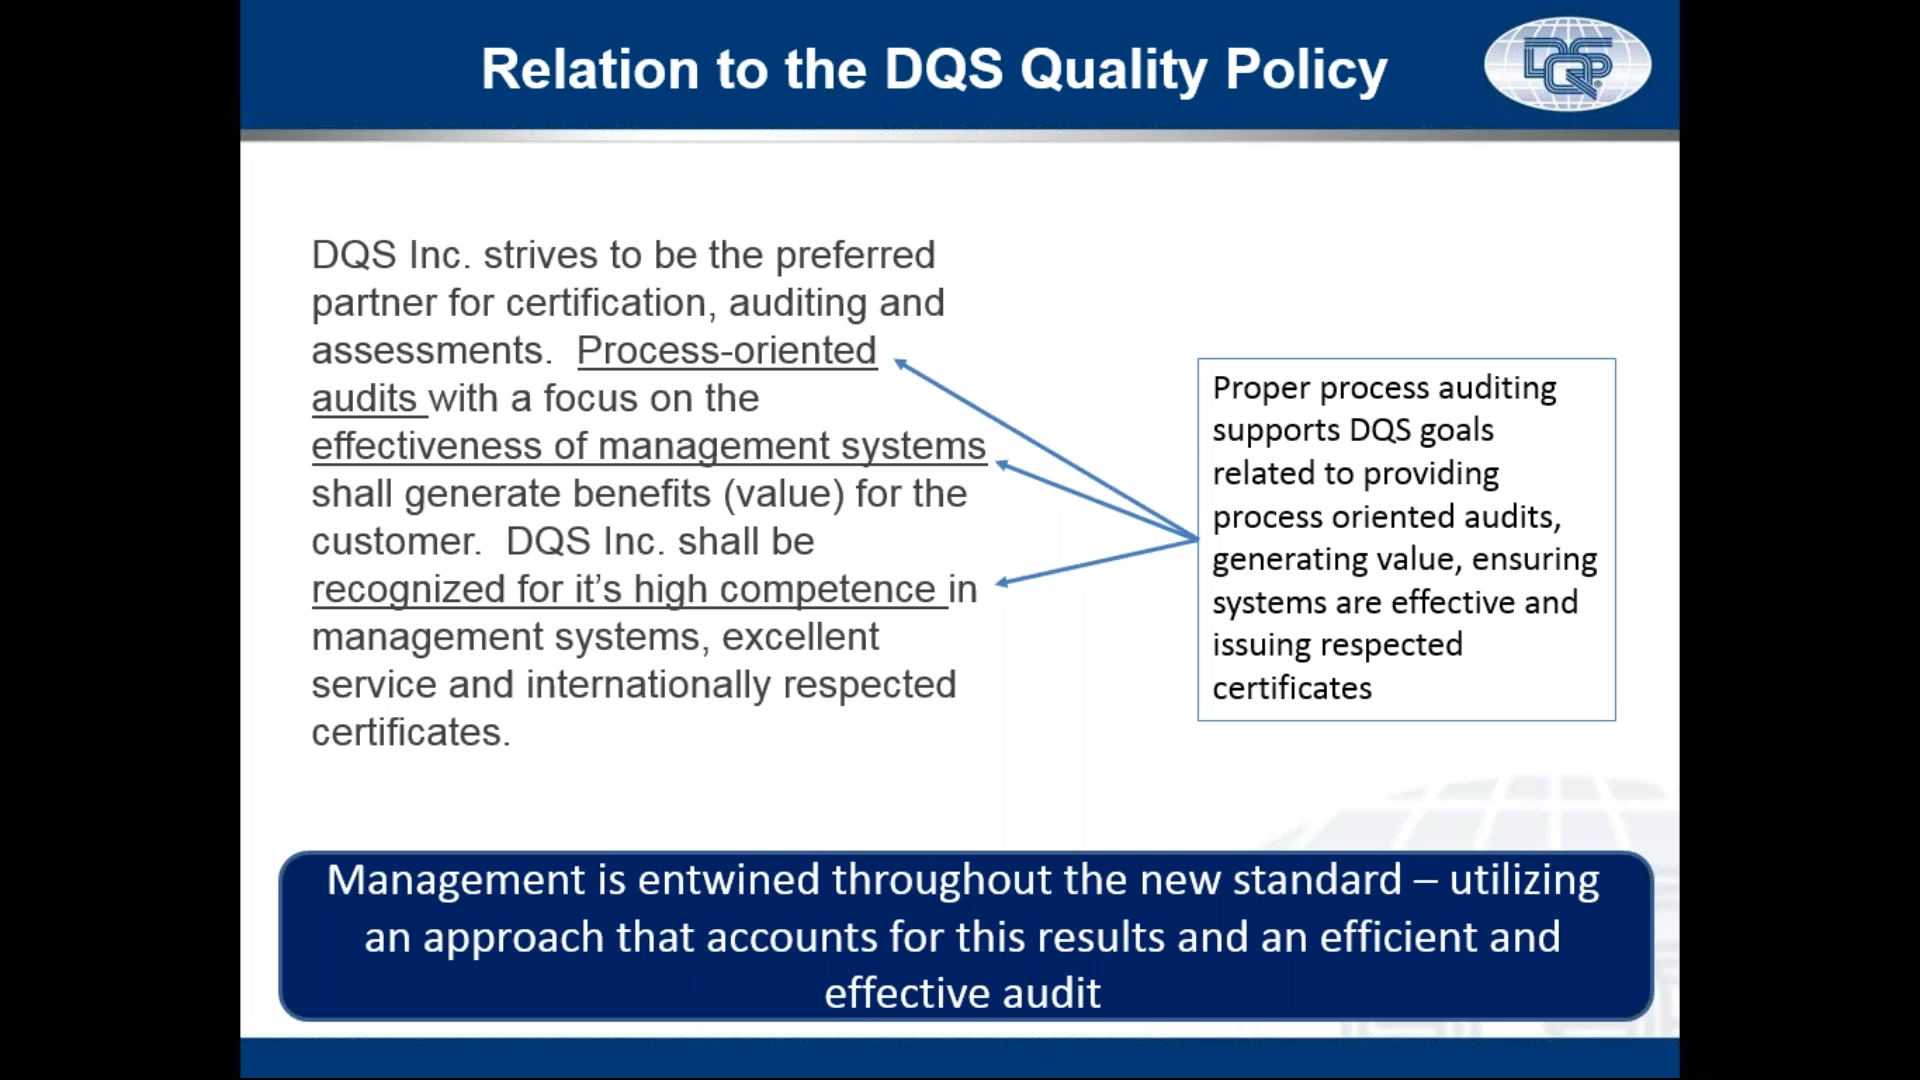 Relation to the DQS Quality Policy
DQS
DQS Inc. strives to be the preferred
partner for certification, auditing and
assessments.  Process-oriented
audits with a focus on the
effectiveness of management systems
shall generate benefits (value) for the
customer.  DQS Inc. shall be
recognized for it’s high competence in
management systems, excellent
service and internationally respected
certificates.
Proper process auditing
supports DQS goals
related to providing
process oriented audits,
generating value, ensuring
systems are effective and
issuing respected
certificates
Management is entwined throughout the new standard – utilizing
an approach that accounts for this results and an efficient and
effective audit